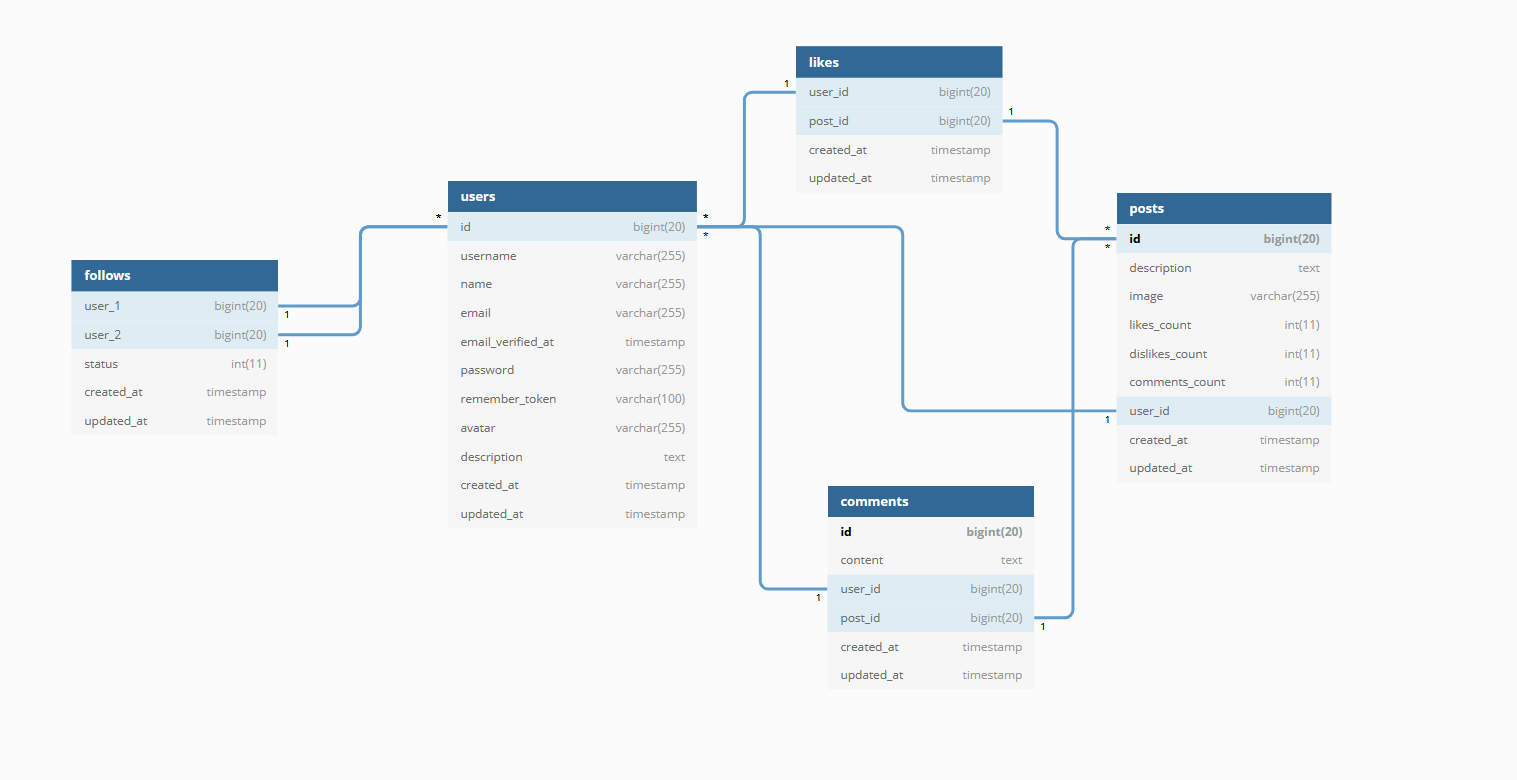 likes
1
user_id bigint(20)
post_id bigint(20)
1
created_at timestamp
updated_at timestamp
users
*
id bigint(20)
*
*
username varchar(255)
name varchar(255)
email varchar(255)
email_verified_at timestamp
password varchar(255)
remember_token varchar(100)
avatar varchar(255)
description text
created_at timestamp
updated_at timestamp
posts
*
id bigint(20)
*
description text
image varchar(255)
likes_count int(11)
dislikes_count int(11)
comments_count int(11)
user_id bigint(20)
1
created_at timestamp
updated_at timestamp
follows
user_1 bigint(20)
1
user_2 bigint(20)
1
status int(11)
created_at timestamp
updated_at timestamp
comments
id bigint(20)
content text
user_id bigint(20)
1
post_id bigint(20)
1
created_at timestamp
updated_at timestamp